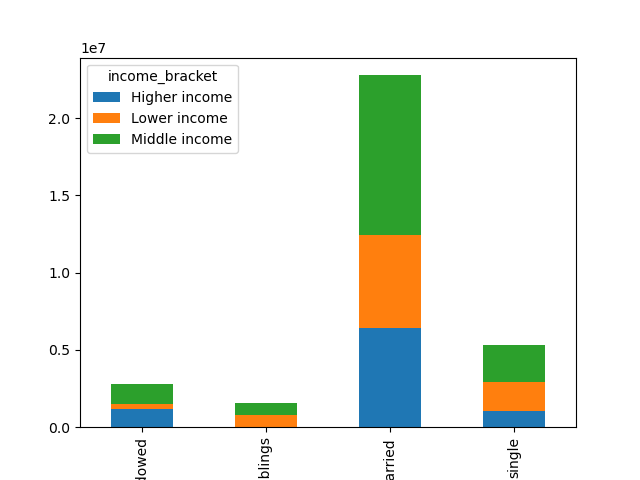 1e7
income_bracket
Higher income
Lower income
Middle income
2.0
1.5
1.0
0.5
0.0
dowed
blings
arried
single